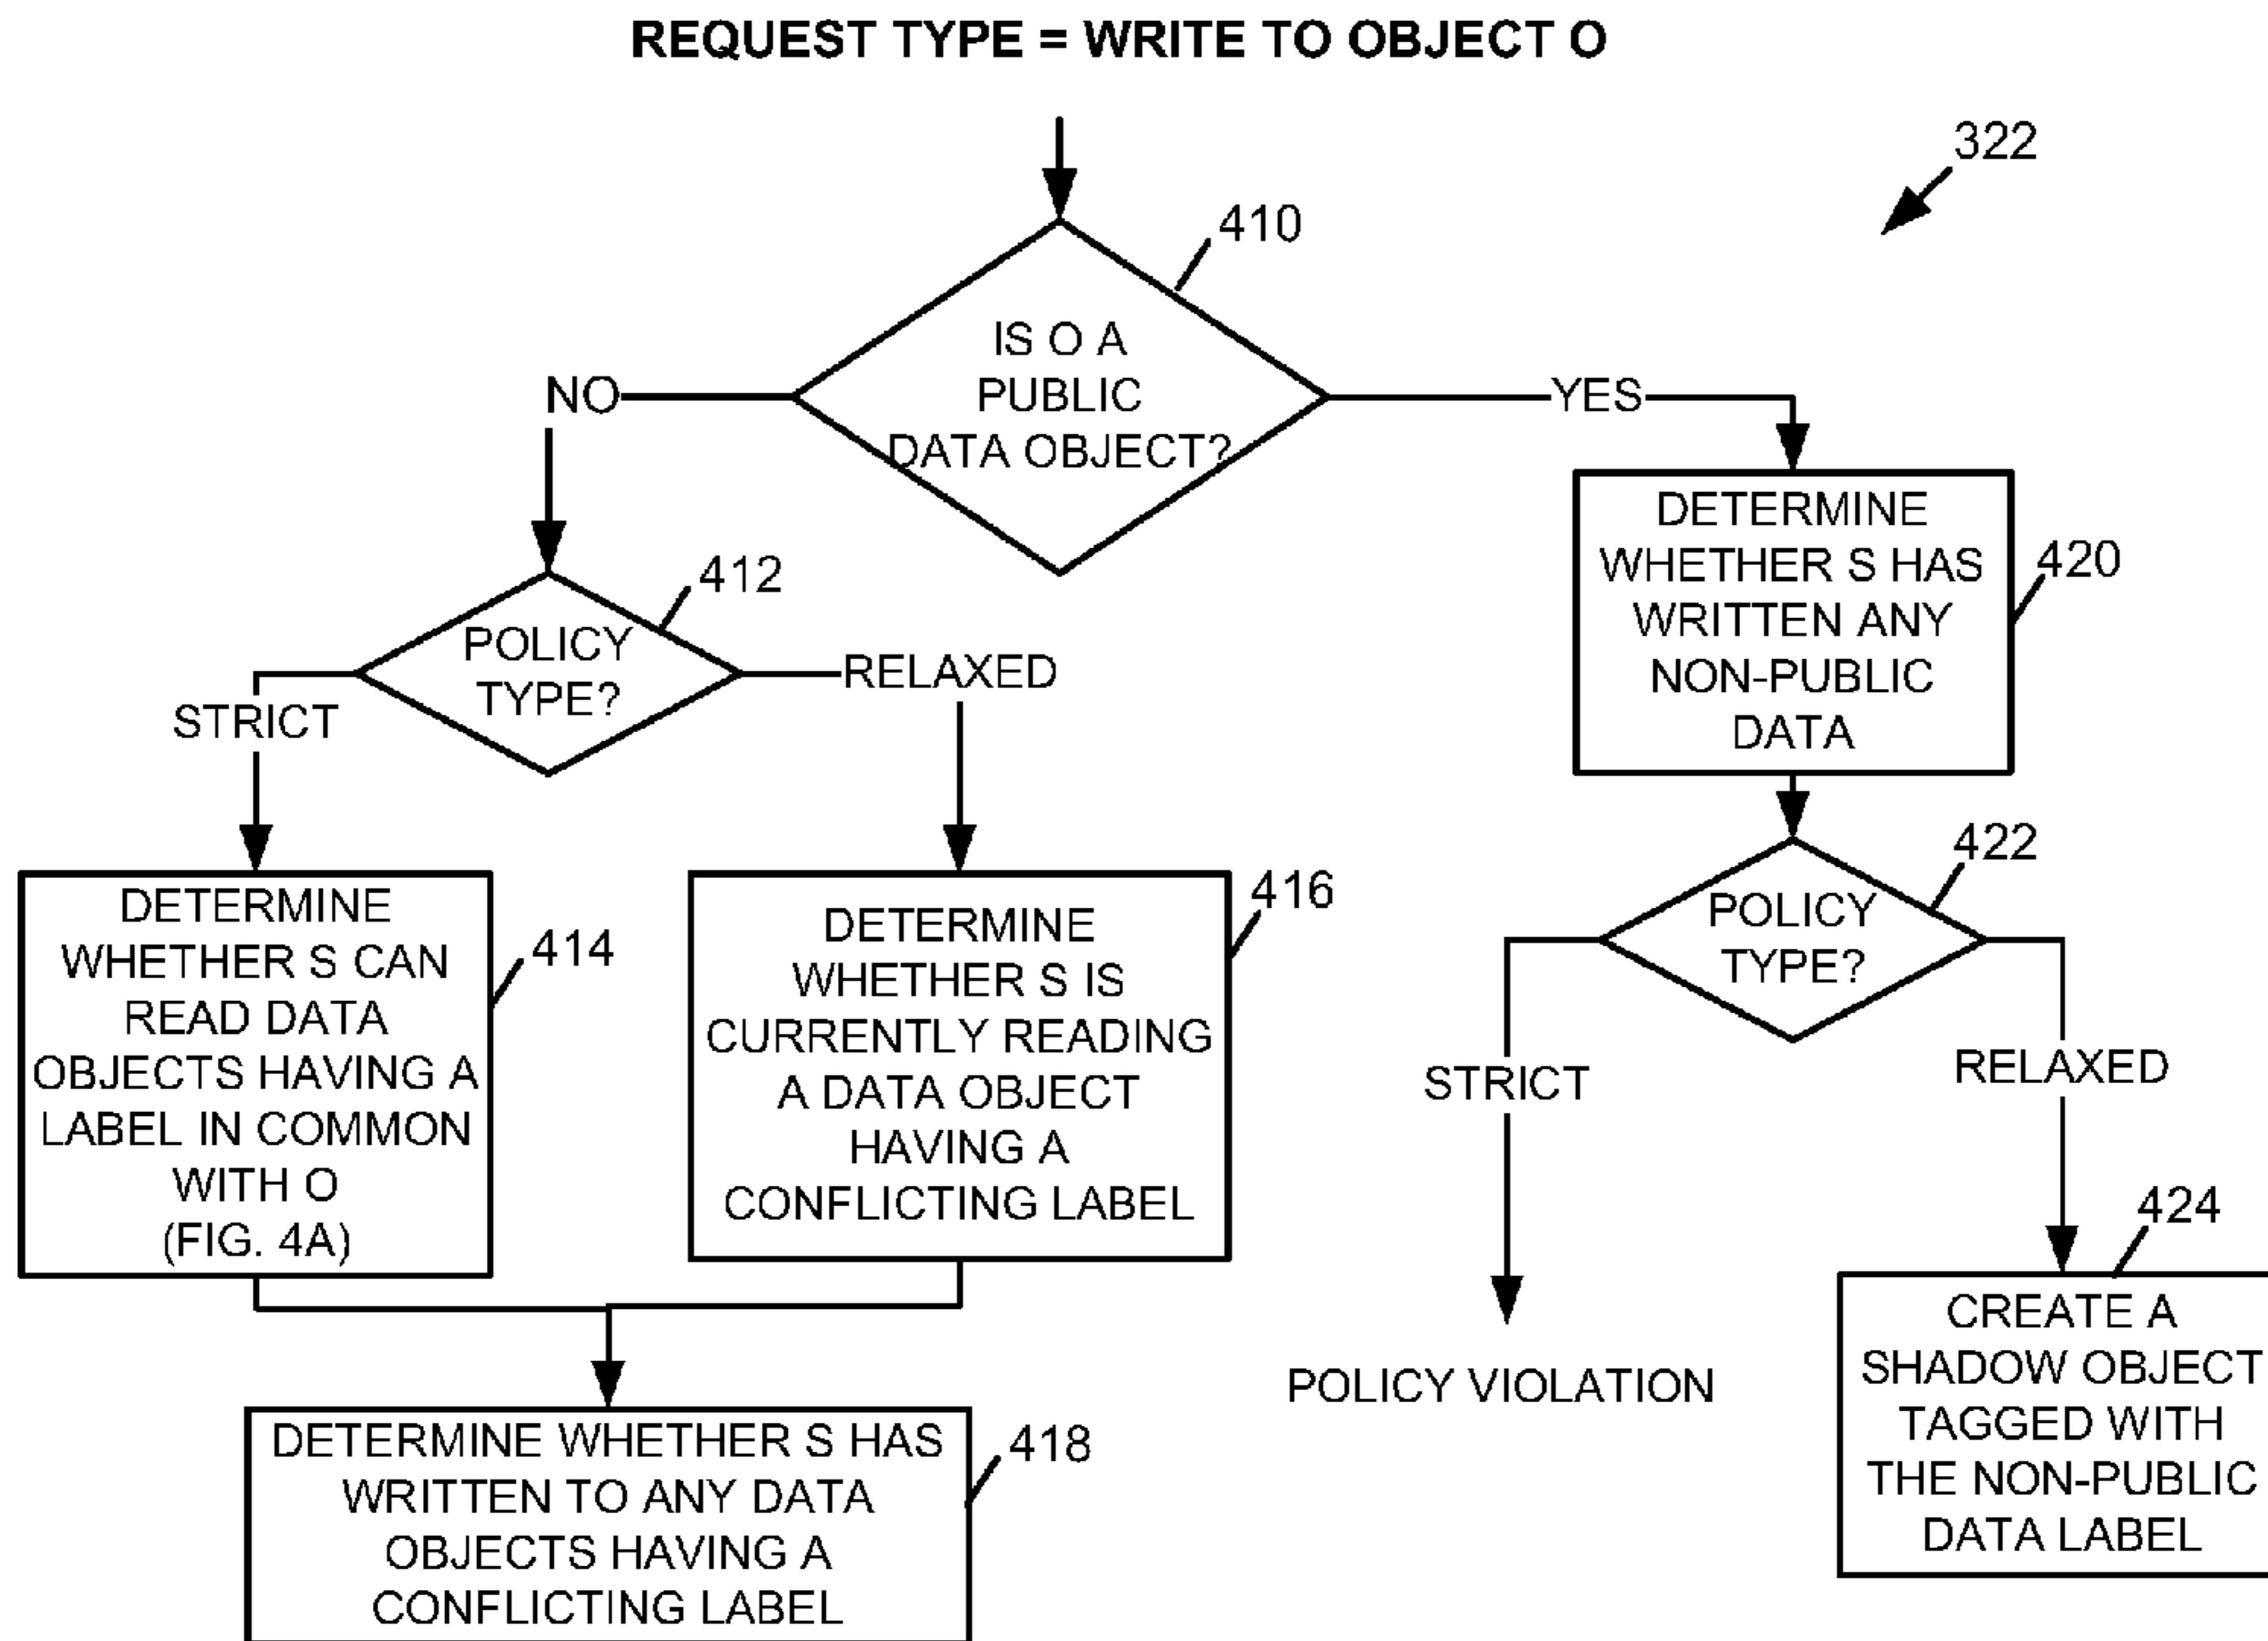 REQUEST TYPE = WRITE TO OBJECT O
322
410
IS O A
PUBLIC
DATA OBJECT?
NO
YES
412
POLICY
TYPE?
STRICT
RELAXED
DETERMINE
WHETHER S HAS
WRITTEN ANY
NON-PUBLIC
DATA
420
DETERMINE
WHETHER S CAN
READ DATA
OBJECTS HAVING A
LABEL IN COMMON
WITH O
(FIG. 4A)
414
DETERMINE
WHETHER S IS
CURRENTLY READING
A DATA OBJECT
HAVING A
CONFLICTING LABEL
416
422
POLICY
TYPE?
STRICT
RELAXED
POLICY VIOLATION
424
CREATE A
SHADOW OBJECT
TAGGED WITH
THE NON-PUBLIC
DATA LABEL
DETERMINE WHETHER S HAS
WRITTEN TO ANY DATA
OBJECTS HAVING A
CONFLICTING LABEL
418